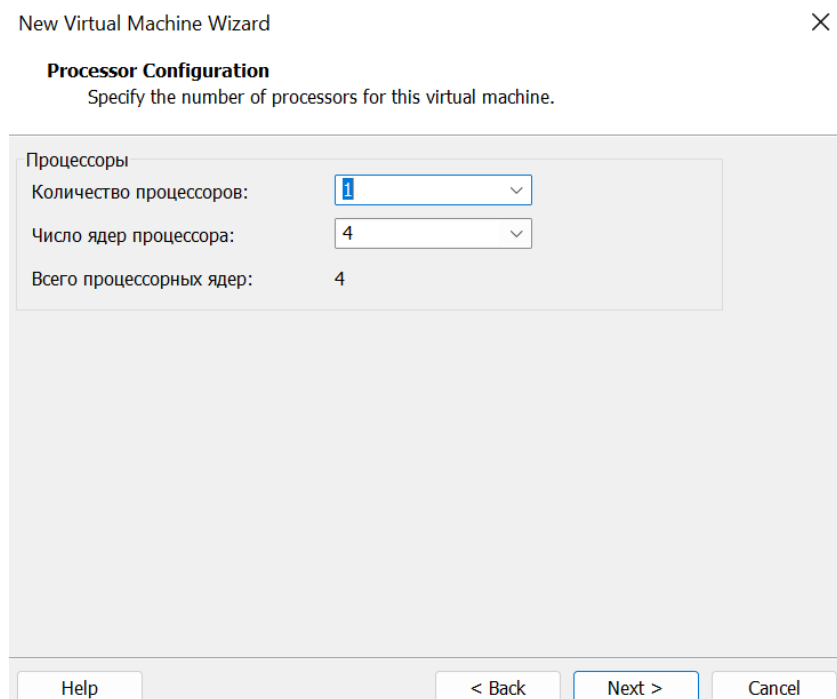 New Virtual Machine Wizard
Processor Configuration
Specify the number of processors for this virtual machine.
Процессоры
Количество процессоров: 1
Число ядер процессора: 4
Всего процессорных ядер: 4
Help < Back Next > Cancel